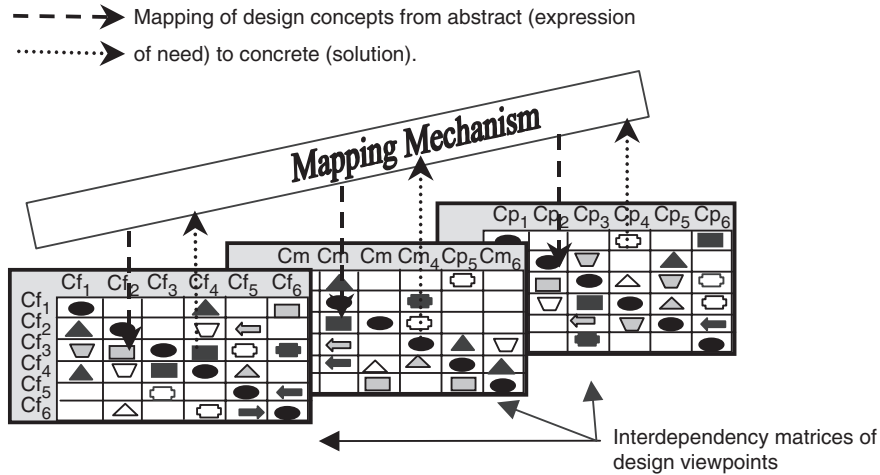 Mapping of design concepts from abstract (expression
of need) to concrete (solution).
Mapping Mechanism
Cp1 Cp2 Cp3 Cp4 Cp5 Cp6
Cm Cm Cm Cm4 Cp5 Cm6
Cf1 Cf2 Cf3 Cf4 Cf5 Cf6
Cf1
Cf2
Cf3
Cf4
Cf5
Cf6
Interdependency matrices of
design viewpoints